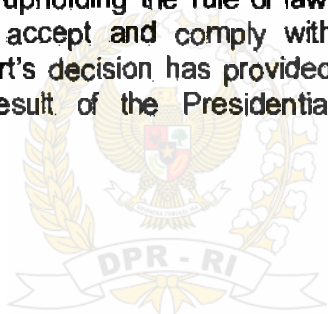 upholding the rule of law
accept and comply with
rt's decision has provided
esult of the Presidentia
DPR - RI